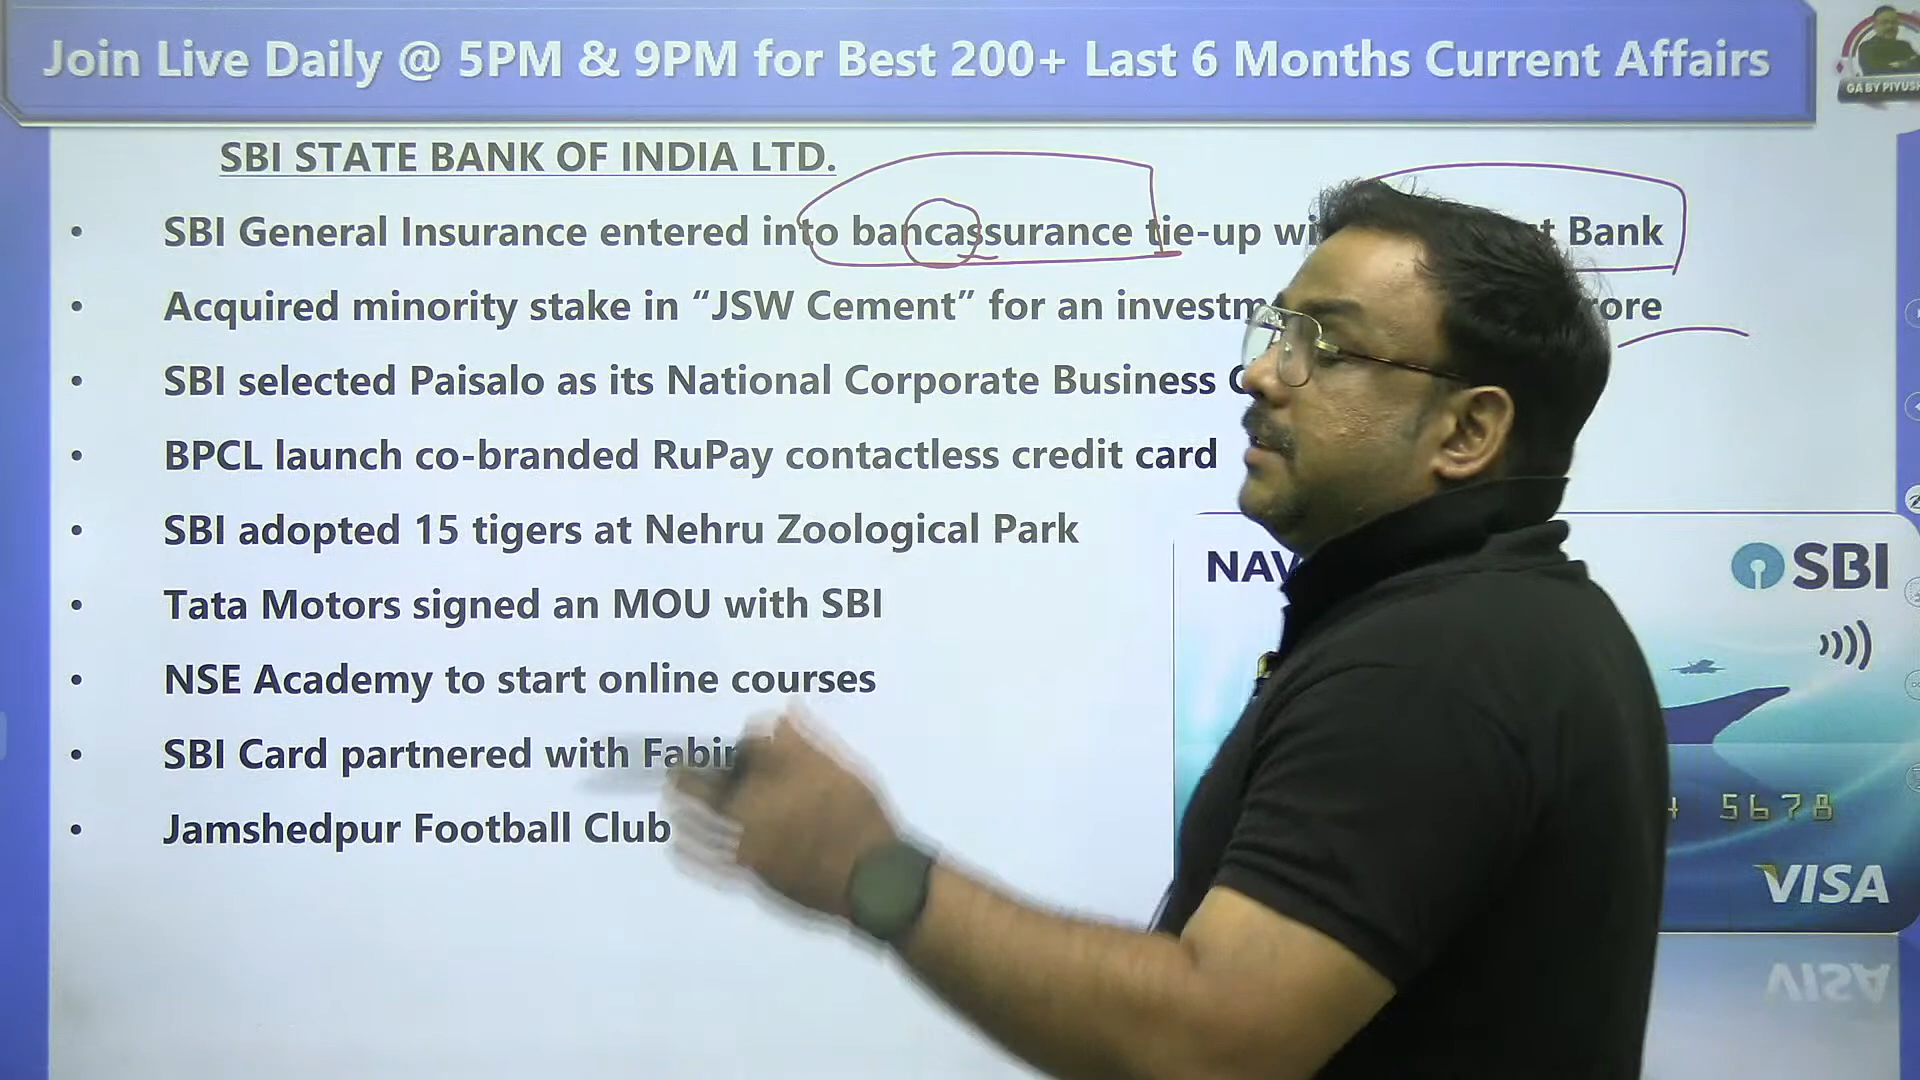 Join Live Daily @ 5PM & 9PM for Best 200+ Last 6 Months Current Affairs
GA BY PIYUSH
SBI STATE BANK OF INDIA LTD.
• SBI General Insurance entered into bancassurance tie-up Bank
• Acquired minority stake in “JSW Cement” for an
• SBI selected Paisalo as its National Corporate Business
• BPCL launch co-branded RuPay contactless credit card
• SBI adopted 15 tigers at Nehru Zoological Park
• Tata Motors signed an MOU with SBI
• NSE Academy to start online courses
• SBI Card partnered with
• Jamshedpur Football Club
NAV
SBI
5678
VISA